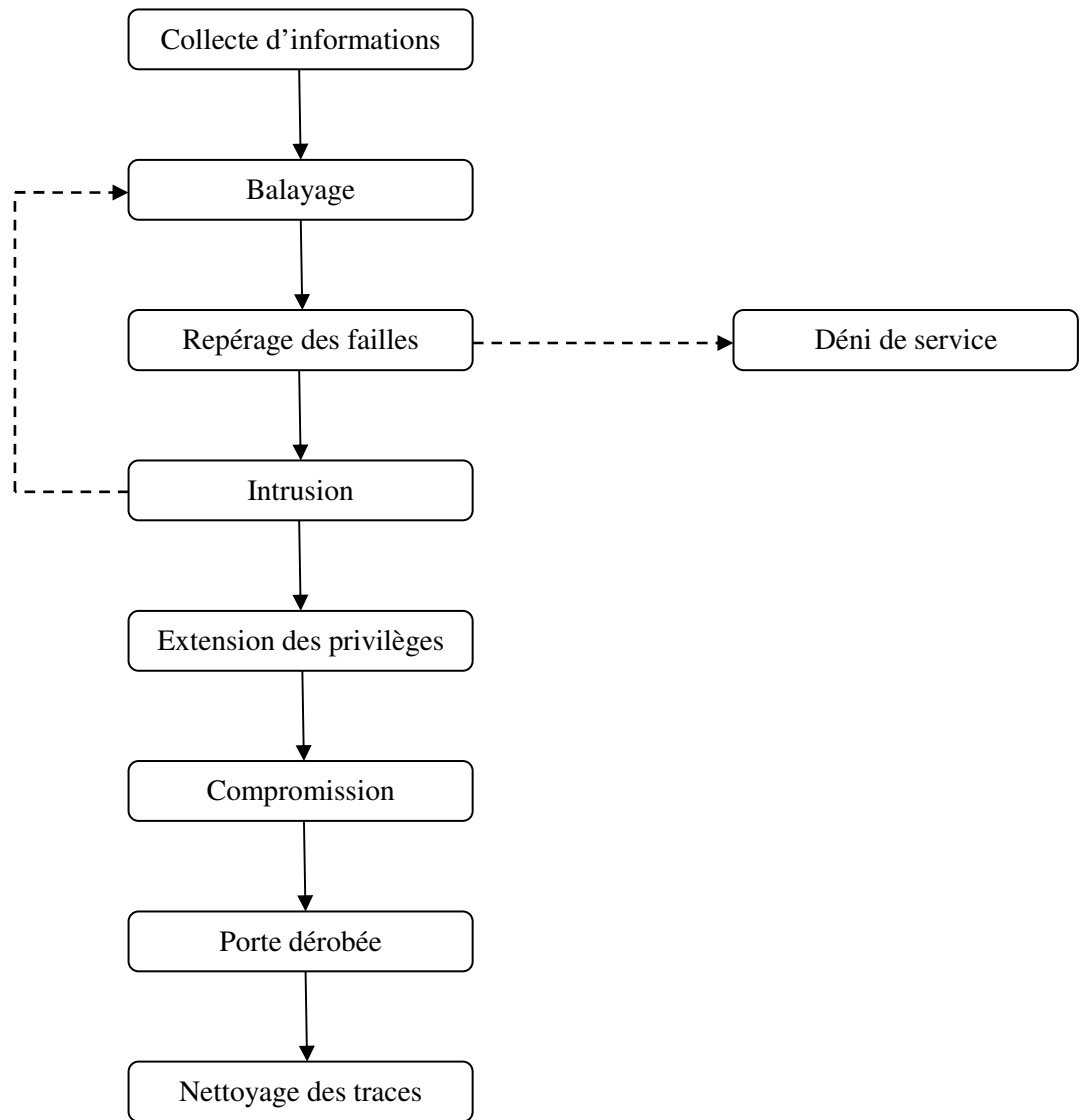 Collecte d’informations
Balayage
Repérage des failles
Déni de service
Intrusion
Extension des privilèges
Compromission
Porte dérobée
Nettoyage des traces